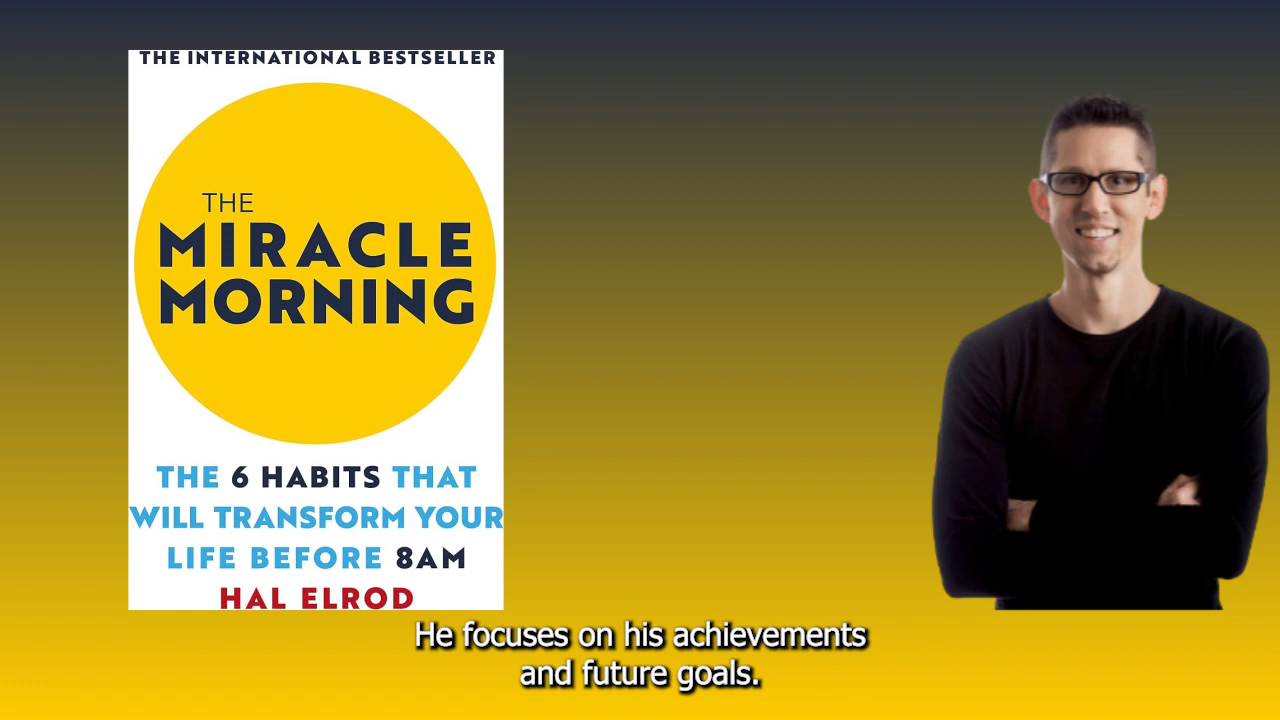 THE INTERNATIONAL BESTSELLER
THE
MIRACLE
MORNING
THE 6 HABITS THAT
WILL TRANSFORM YOUR
LIFE BEFORE 8AM
HAL ELROD
He focuses on his achievements
and future goals.